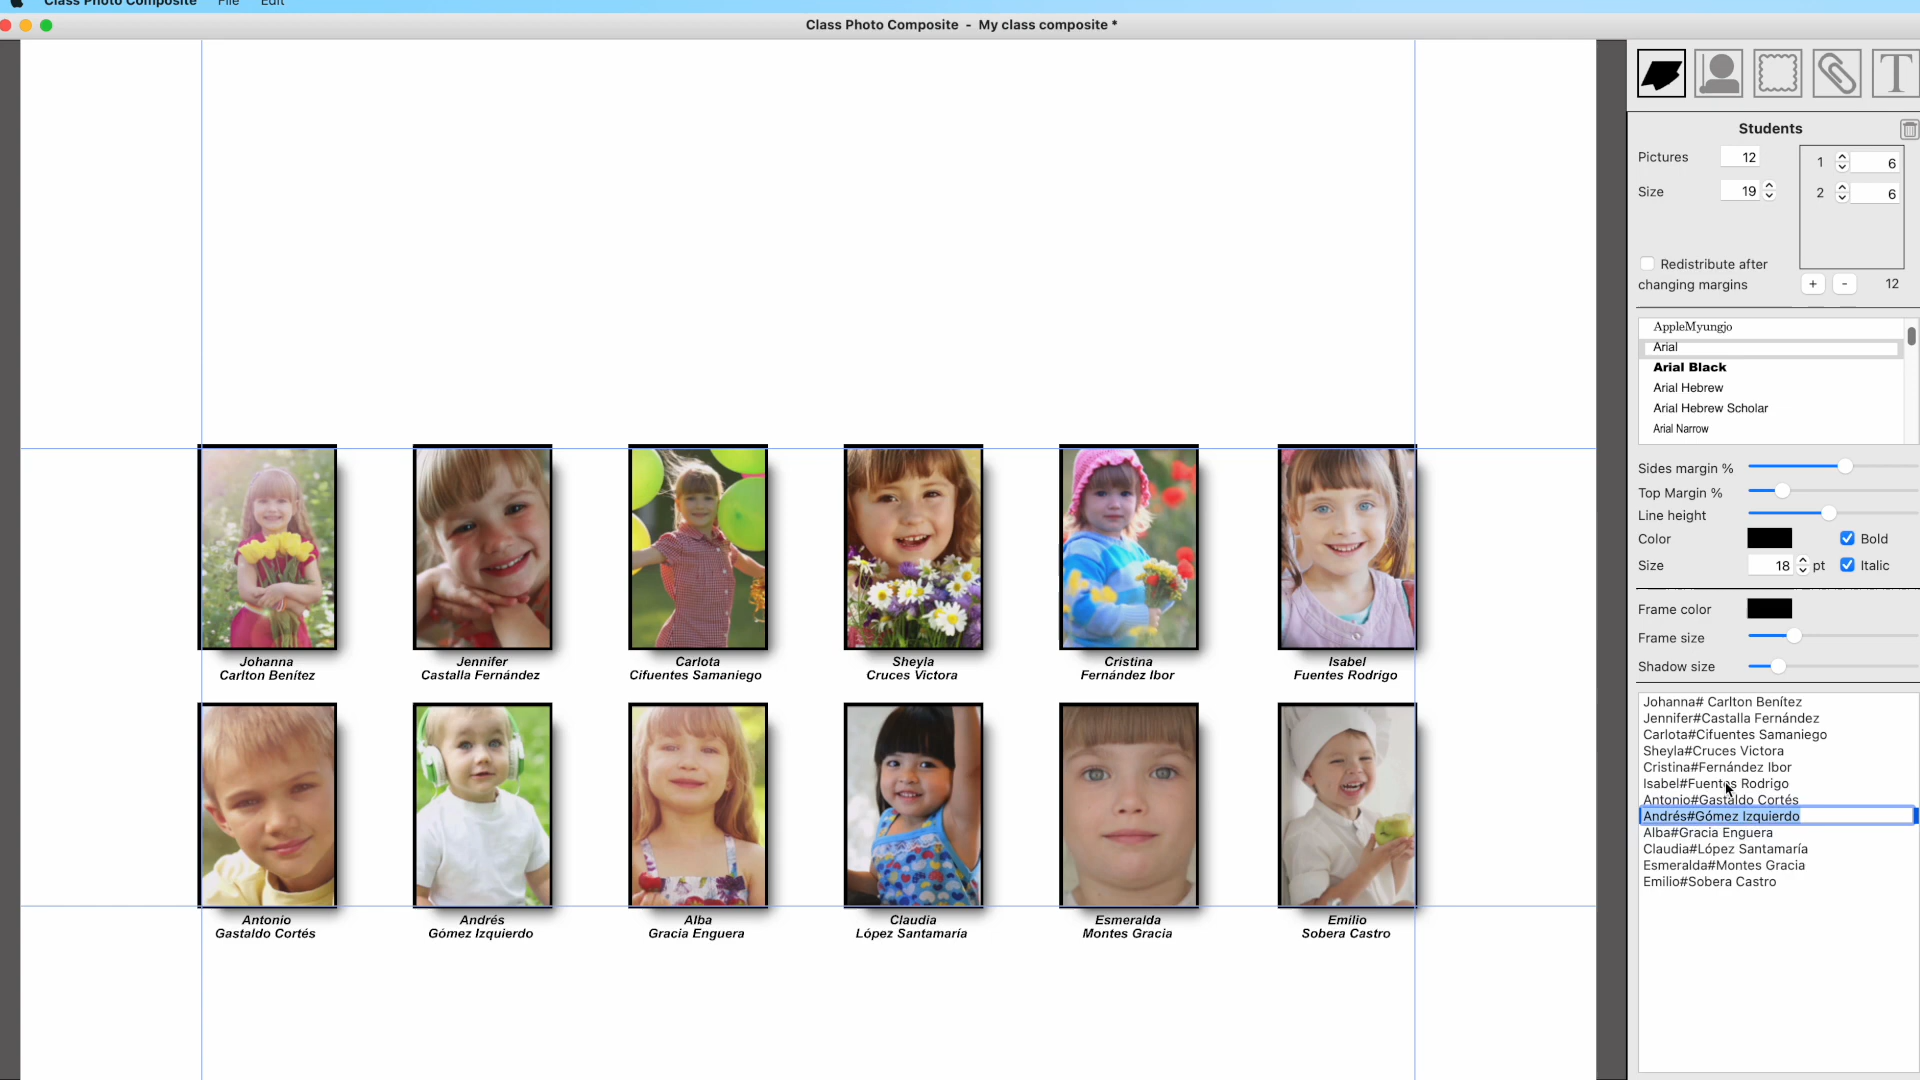 Class Photo Composite File Edit
Class Photo Composite - My class composite *
T
Students
Pictures 12
1 6
Size 19
2 6
Redistribute after
changing margins
+ - 12
AppleMyungjo
Arial
Arial Black
Arial Hebrew
Arial Hebrew Scholar
Arial Narrow
Sides margin %
Top Margin %
Line height
Color Bold
Size 18 pt Italic
Frame color
Frame size
Shadow size
Johanna# Carlton Benítez
Jennifer#Castalla Fernández
Carlota#Cifuentes Samaniego
Sheyla#Cruces Victora
Cristina#Fernández Ibor
Isabel#Fuentes Rodrigo
Antonio#Gastaldo Cortés
Andrés#Gómez Izquierdo
Alba#Gracia Enguera
Claudia#López Santamaría
Esmeralda#Montes Gracia
Emilio#Sobera Castro
Johanna
Carlton Benítez
Jennifer
Castalla Fernández
Carlota
Cifuentes Samaniego
Sheyla
Cruces Victora
Cristina
Fernández Ibor
Isabel
Fuentes Rodrigo
Antonio
Gastaldo Cortés
Andrés
Gómez Izquierdo
Alba
Gracia Enguera
Claudia
López Santamaría
Esmeralda
Montes Gracia
Emilio
Sobera Castro